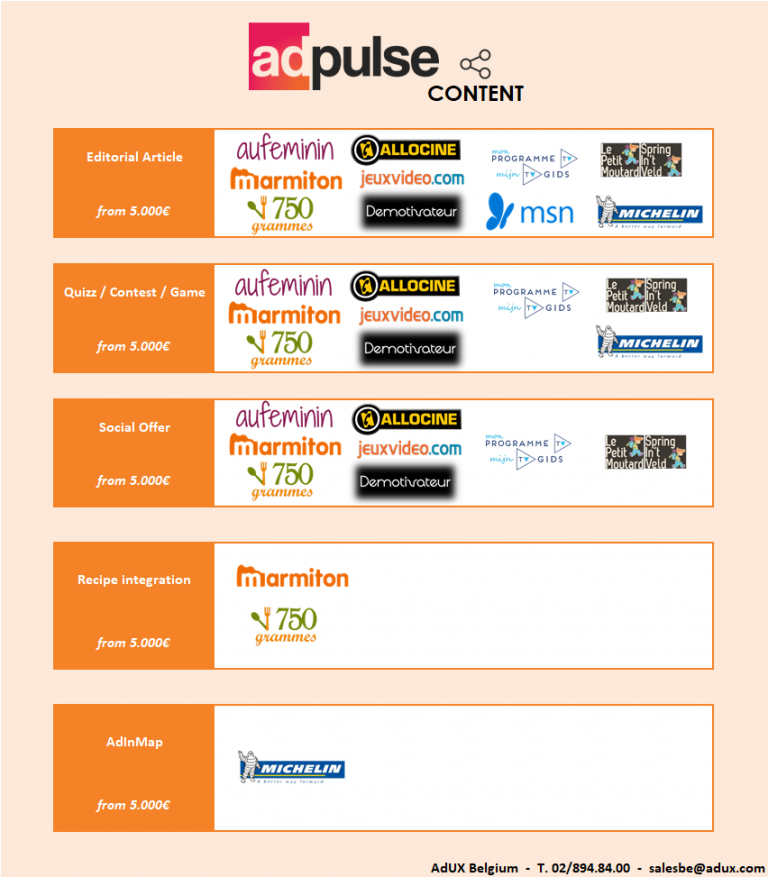 adpulse
CONTENT
Editorial Article
from 5.000€
aufeminin
marmiton
750
grammes
ALLOCINE
jeuxvideo.com
Demotivateur
mon
PROGRAMME TV
mijn TV GIDS
msn
Le Petit Moutard
Spring In't Veld
MICHELIN
A better way forward
Quizz / Contest / Game
from 5.000€
aufeminin
marmiton
750
grammes
ALLOCINE
jeuxvideo.com
Demotivateur
mon
PROGRAMME TV
mijn TV GIDS
Le Petit Moutard
Spring In't Veld
MICHELIN
A better way forward
Social Offer
from 5.000€
aufeminin
marmiton
750
grammes
ALLOCINE
jeuxvideo.com
Demotivateur
mon
PROGRAMME TV
mijn TV GIDS
Le Petit Moutard
Spring In't Veld
Recipe integration
from 5.000€
marmiton
750
grammes
AdInMap
from 5.000€
MICHELIN
A better way forward
AdUX Belgium - T. 02/894.84.00 - salesbe@adux.com